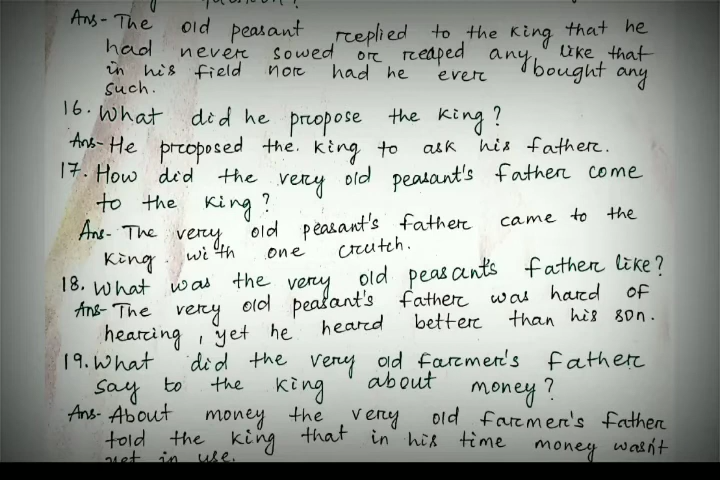 Ans- The old peasant replied to the king that he
had never sowed or reaped any like that
in his field nor had he ever bought any
such.
16. What did he propose the king?
Ans- He proposed the king to ask his father.
17. How did the very old peasant's father come
to the king?
Ans- The very old peasant's father came to the
king with one crutch.
18. What was the very old peasant's father like?
Ans- The very old peasant's father was hard of
hearing, yet he heard better than his son.
19. What did the very old farmer's father
say to the king about money?
Ans- About money the very old farmer's father
told the king that in his time money wasn't
yet in use.